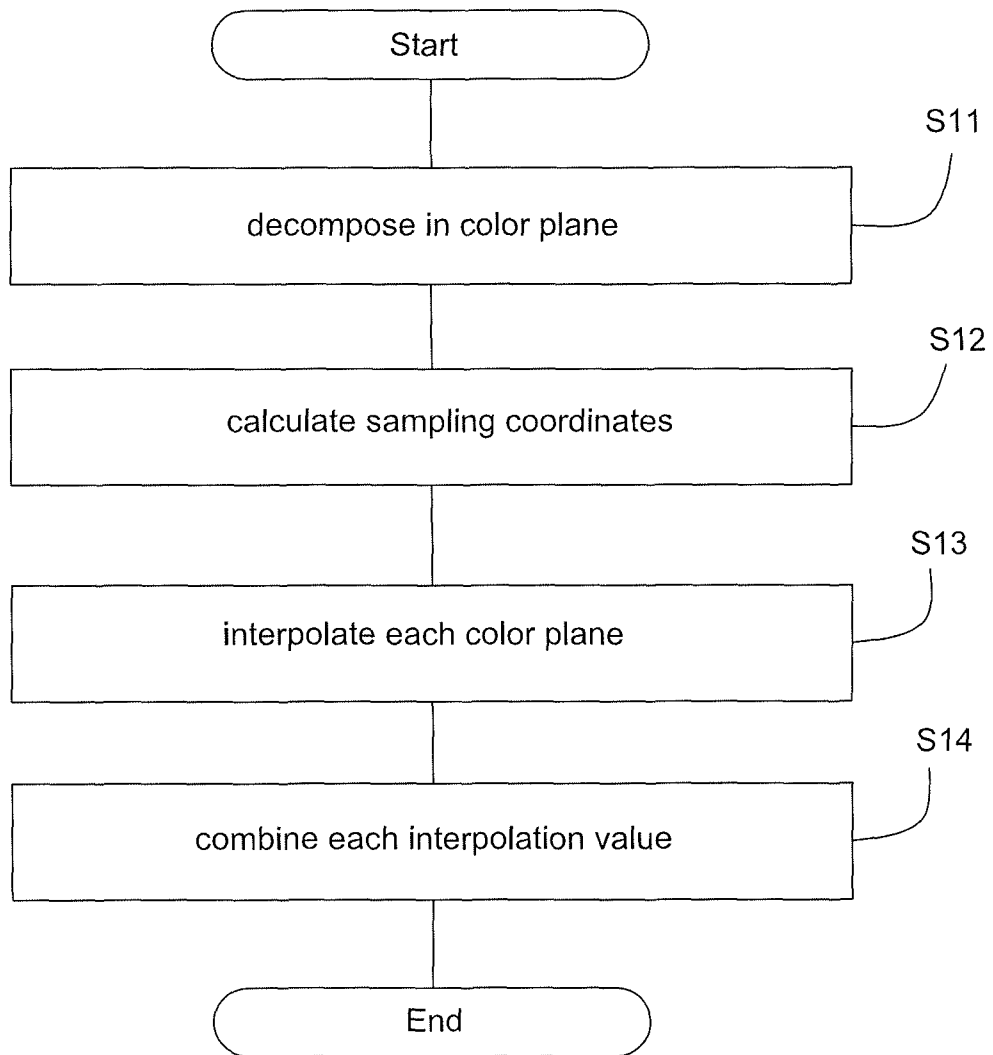 Start
S11
decompose in color plane
S12
calculate sampling coordinates
S13
interpolate each color plane
S14
combine each interpolation value
End